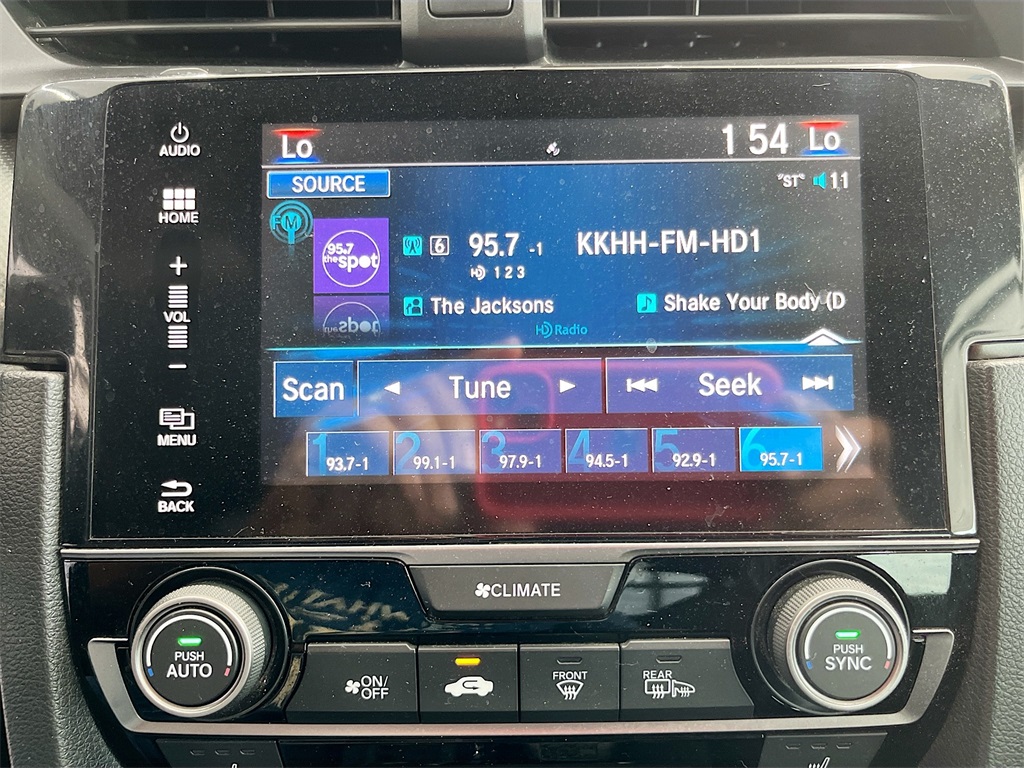 AUDIO
Lo
1 54 Lo
SOURCE
"ST" 11
HOME
FM
95.7
the spot
6
95.7 -1
KKHH-FM-HD1
HD 1 2 3
+
VOL
-
The Jacksons
Shake Your Body (D
the spot
HD Radio
Scan
Tune
Seek
MENU
1
93.7-1
2
99.1-1
3
97.9-1
4
94.5-1
5
92.9-1
6
95.7-1
BACK
CLIMATE
PUSH
AUTO
ON/
OFF
FRONT
REAR
PUSH
SYNC